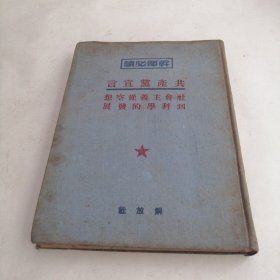 幹部必讀
共產黨宣言
社會主義從空想
到科學的發展
解放社